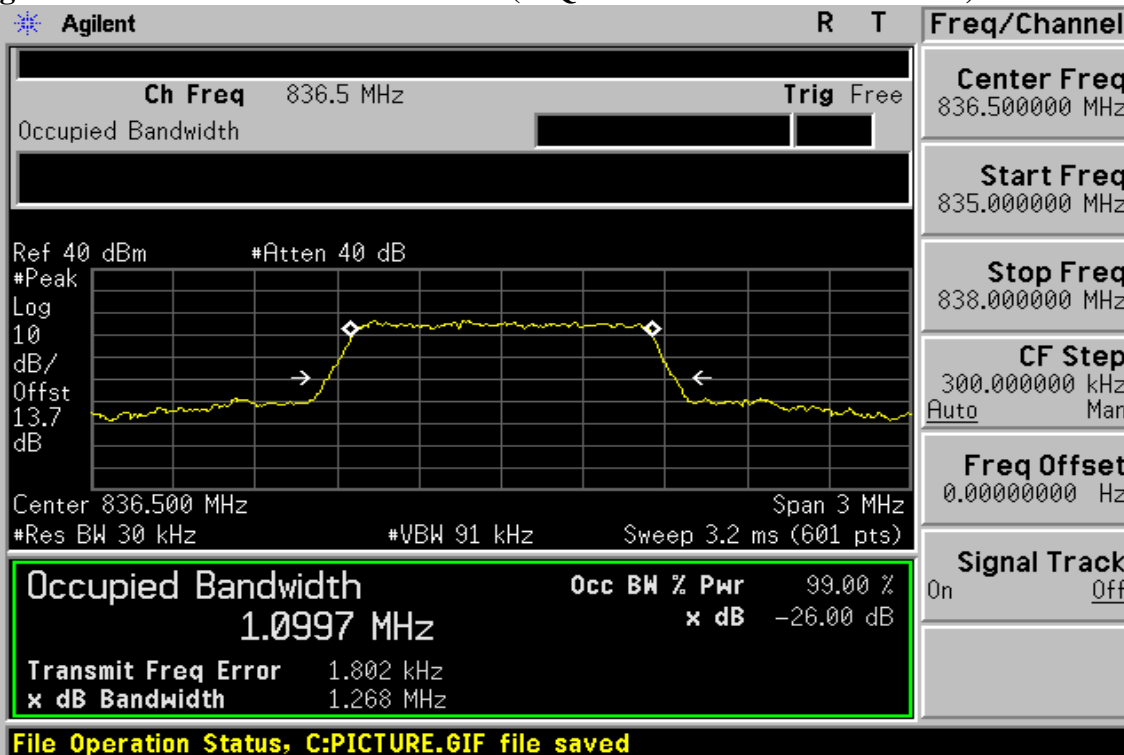 Agilent R T Freq/Channel
Ch Freq 836.5 MHz Trig Free
Occupied Bandwidth
Center Freq
836.500000 MHz
Start Freq
835.000000 MHz
Stop Freq
838.000000 MHz
CF Step
300.000000 kHz
Auto Man
Freq Offset
0.00000000 Hz
Signal Track
On Off
Ref 40 dBm #Atten 40 dB
#Peak
Log
10
dB/
Offst
13.7
dB
Center 836.500 MHz Span 3 MHz
#Res BW 30 kHz #VBW 91 kHz Sweep 3.2 ms (601 pts)
Occupied Bandwidth Occ BW % Pwr 99.00 %
1.0997 MHz x dB -26.00 dB
Transmit Freq Error 1.802 kHz
x dB Bandwidth 1.268 MHz
File Operation Status, C:PICTURE.GIF file saved